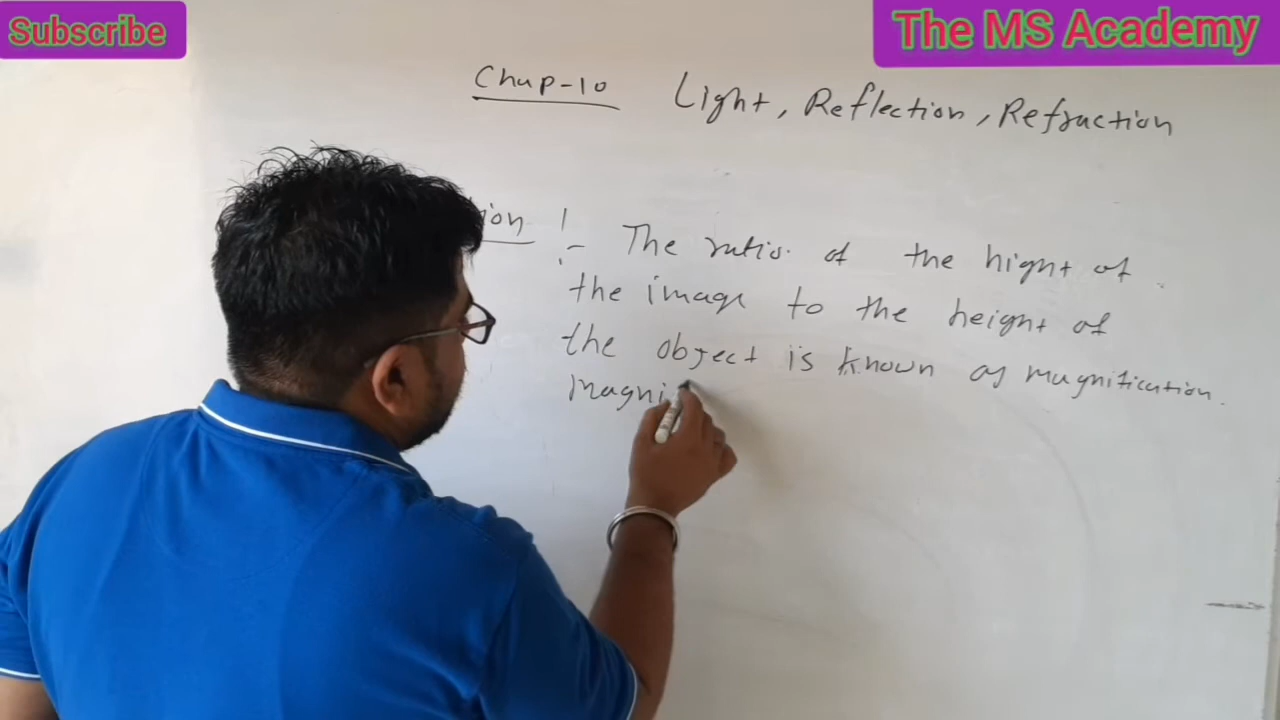 Subscribe
The MS Academy
Chap-10 Light, Reflection, Refraction
ion :- The ratio of the hight of
the image to the height of
the object is known as magnification.
Magni